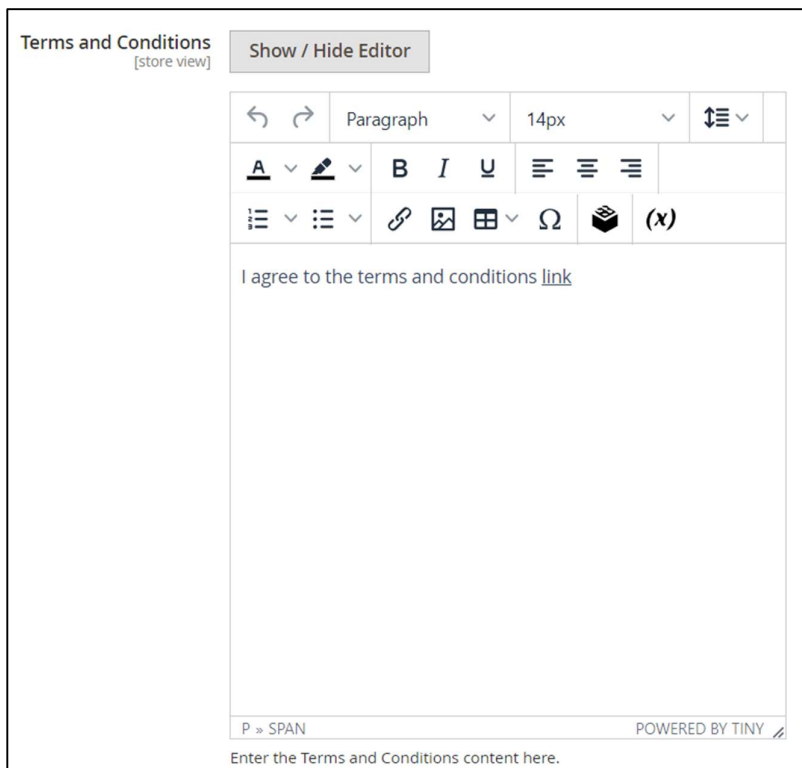 Terms and Conditions
[store view]
Show / Hide Editor
Paragraph
14px
A
B I U
Ω
(x)
I agree to the terms and conditions link
P » SPAN
POWERED BY TINY
Enter the Terms and Conditions content here.